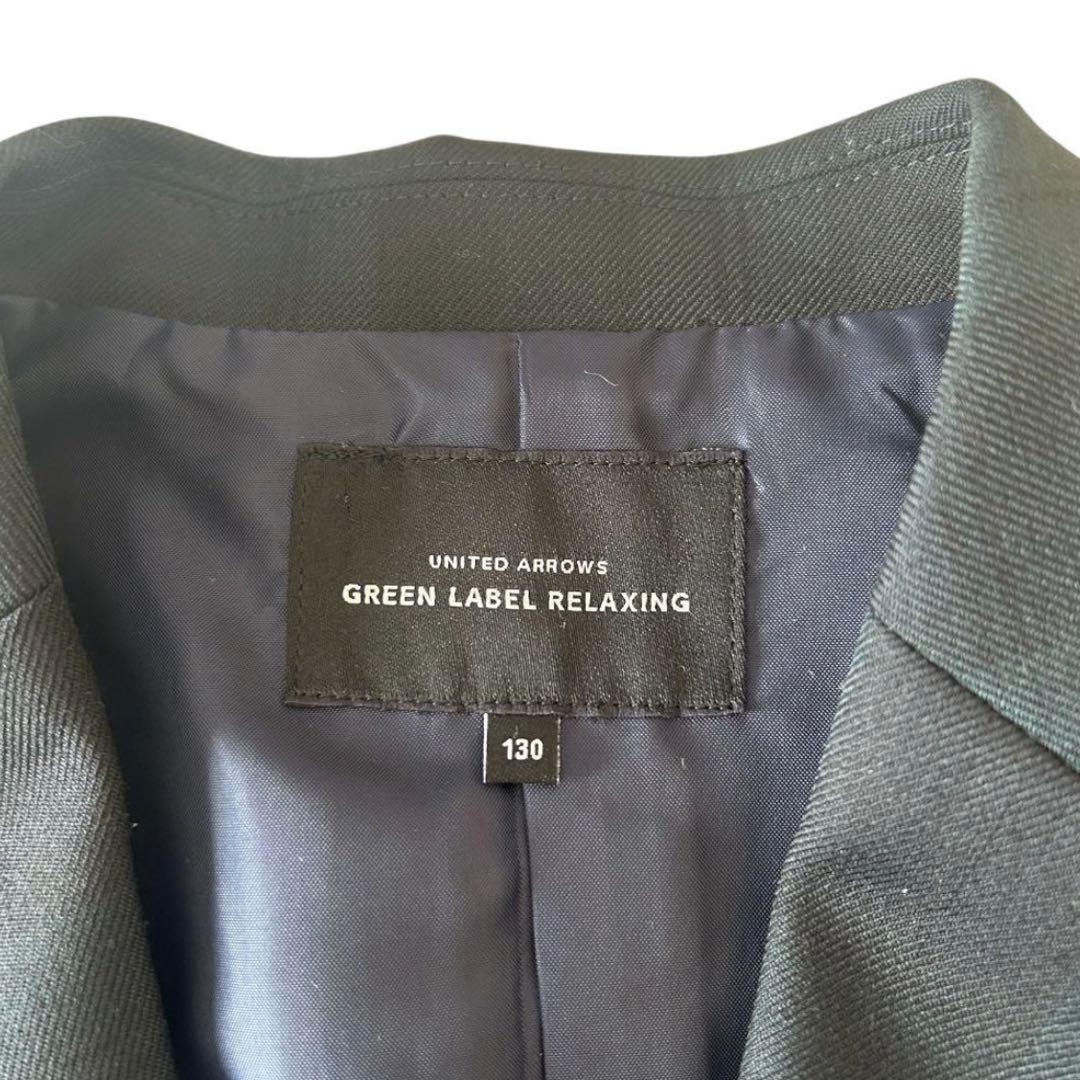 UNITED ARROWS
GREEN LABEL RELAXING
130